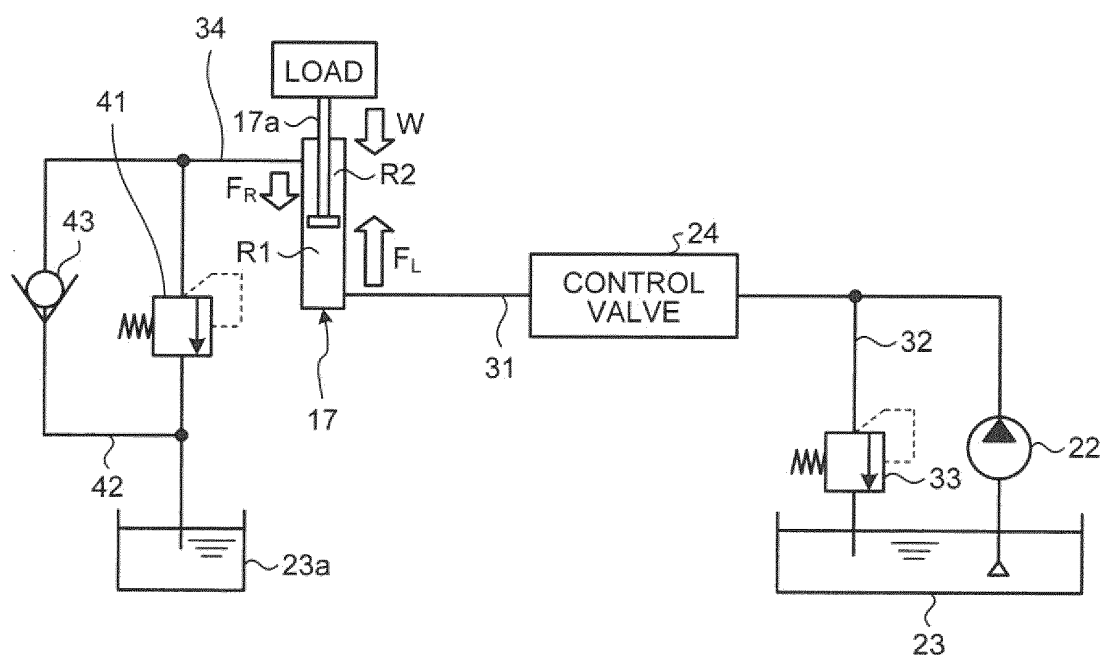 34
LOAD
41
17a
W
R2
FR
43
R1
FL
24
CONTROL
VALVE
31
32
17
22
33
42
23a
23